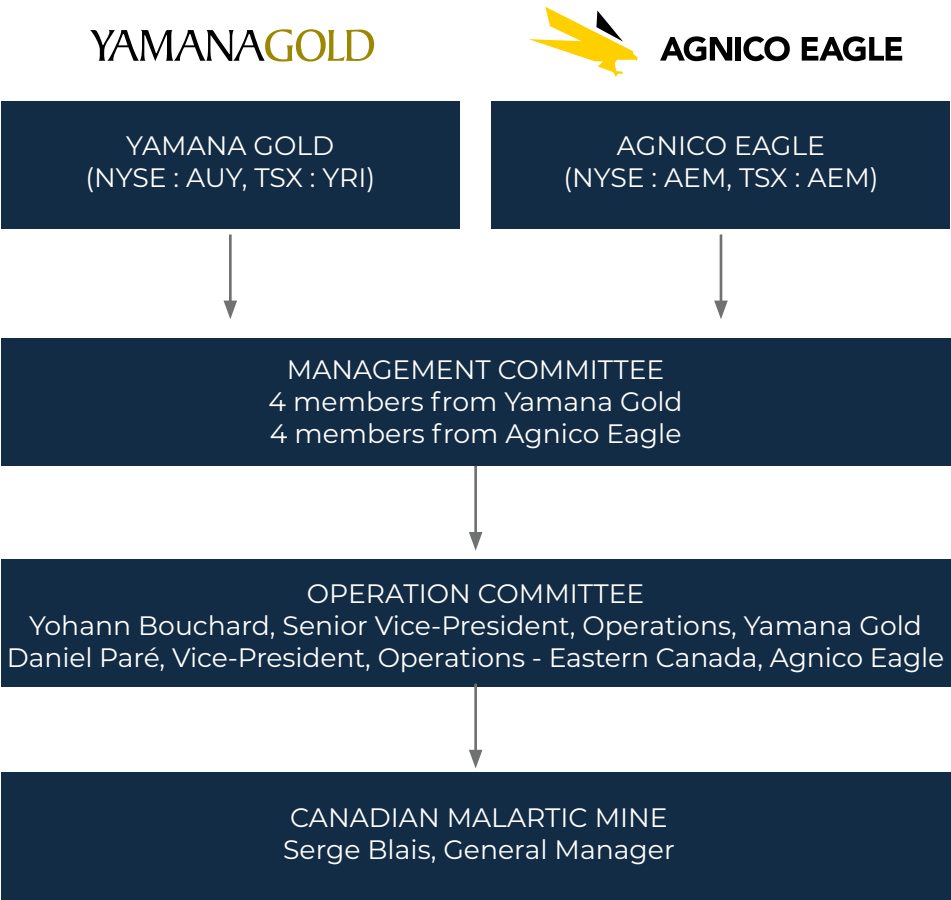 YAMANAGOLD
AGNICO EAGLE
YAMANA GOLD
(NYSE : AUY, TSX : YRI)
AGNICO EAGLE
(NYSE : AEM, TSX : AEM)
MANAGEMENT COMMITTEE
4 members from Yamana Gold
4 members from Agnico Eagle
OPERATION COMMITTEE
Yohann Bouchard, Senior Vice-President, Operations, Yamana Gold
Daniel Paré, Vice-President, Operations - Eastern Canada, Agnico Eagle
CANADIAN MALARTIC MINE
Serge Blais, General Manager